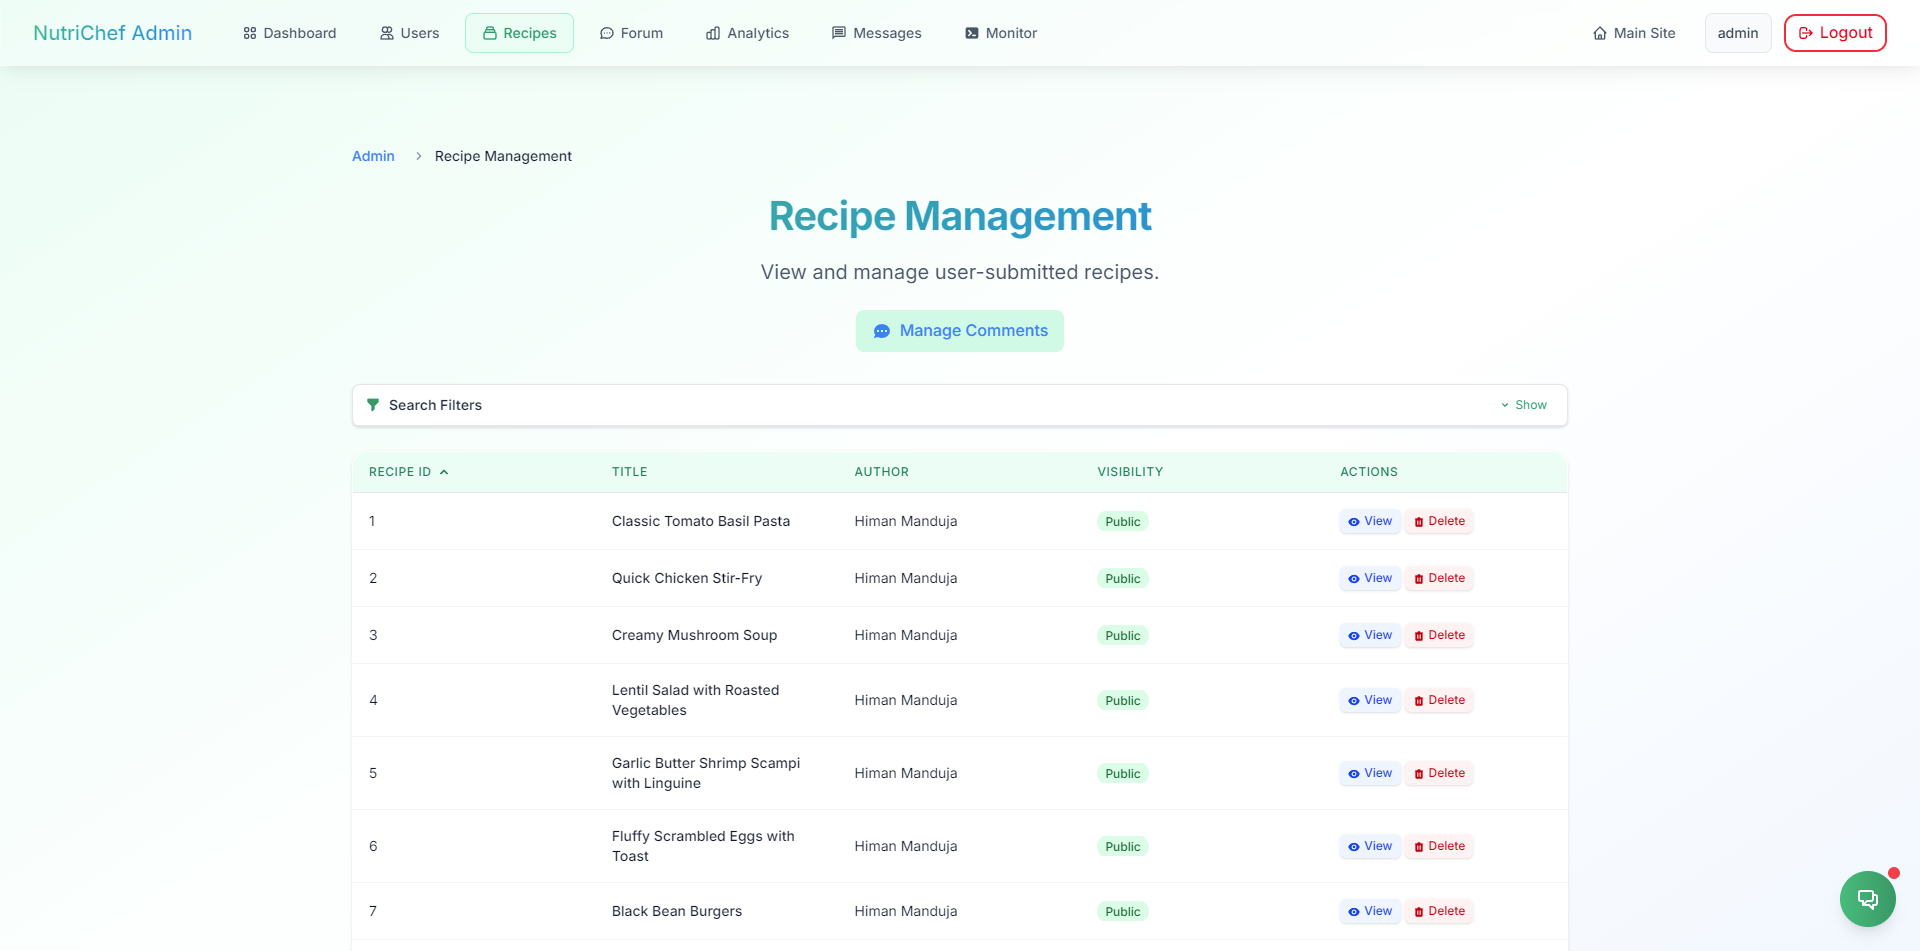 NutriChef Admin
Dashboard
Users
Recipes
Forum
Analytics
Messages
Monitor
Main Site
admin
Logout
Admin
Recipe Management
Recipe Management
View and manage user-submitted recipes.
Manage Comments
Search Filters
Show
RECIPE ID TITLE AUTHOR VISIBILITY ACTIONS
1 Classic Tomato Basil Pasta Himan Manduja Public View Delete
2 Quick Chicken Stir-Fry Himan Manduja Public View Delete
3 Creamy Mushroom Soup Himan Manduja Public View Delete
4 Lentil Salad with Roasted
Vegetables Himan Manduja Public View Delete
5 Garlic Butter Shrimp Scampi
with Linguine Himan Manduja Public View Delete
6 Fluffy Scrambled Eggs with
Toast Himan Manduja Public View Delete
7 Black Bean Burgers Himan Manduja Public View Delete